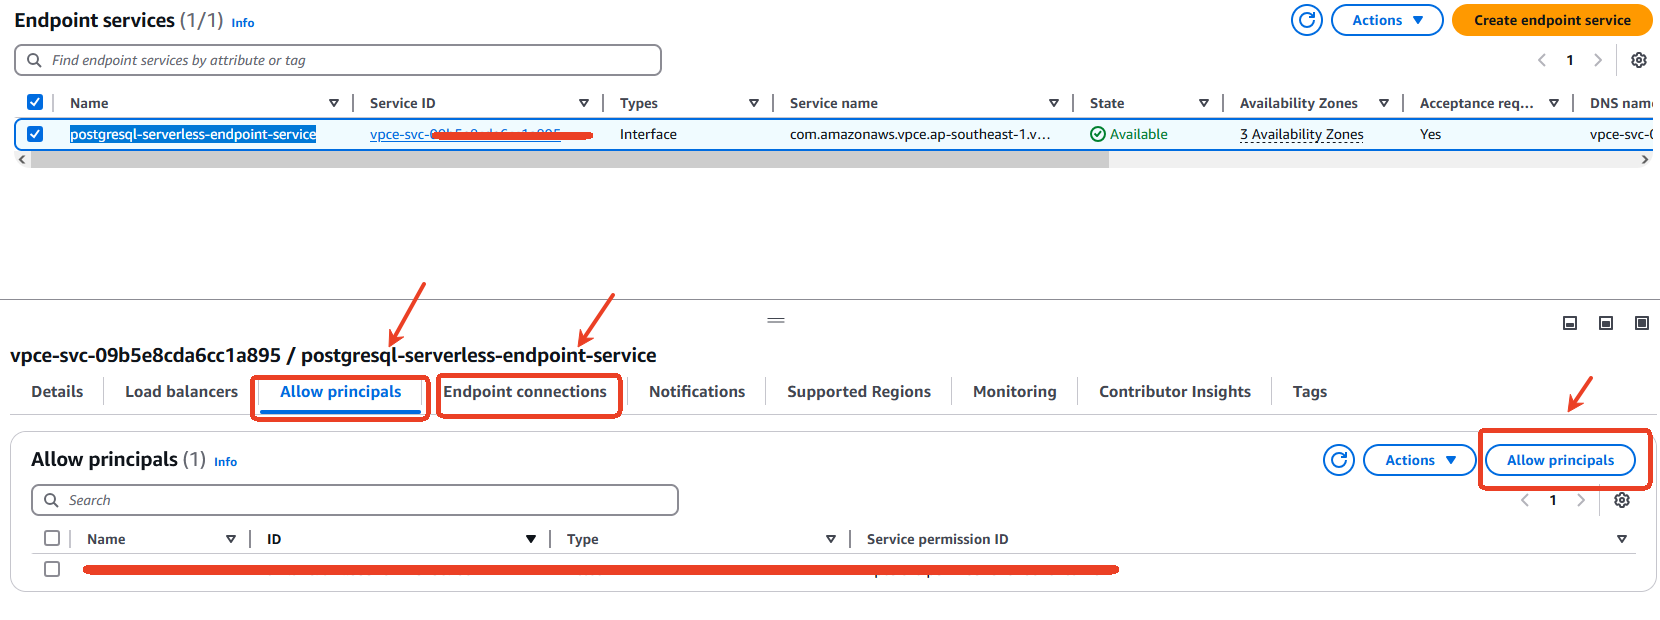 Endpoint services (1/1) Info
Actions
Create endpoint service
Find endpoint services by attribute or tag
1
Name Service ID Types Service name State Availability Zones Acceptance req... DNS nam
postgresql-serverless-endpoint-service vpce-svc- Interface com.amazonaws.vpce.ap-southeast-1.v... Available 3 Availability Zones Yes vpce-svc-0
vpce-svc-09b5e8cda6cc1a895 / postgresql-serverless-endpoint-service
Details Load balancers Allow principals Endpoint connections Notifications Supported Regions Monitoring Contributor Insights Tags
Allow principals (1) Info
Actions
Allow principals
Search
1
Name ID Type Service permission ID